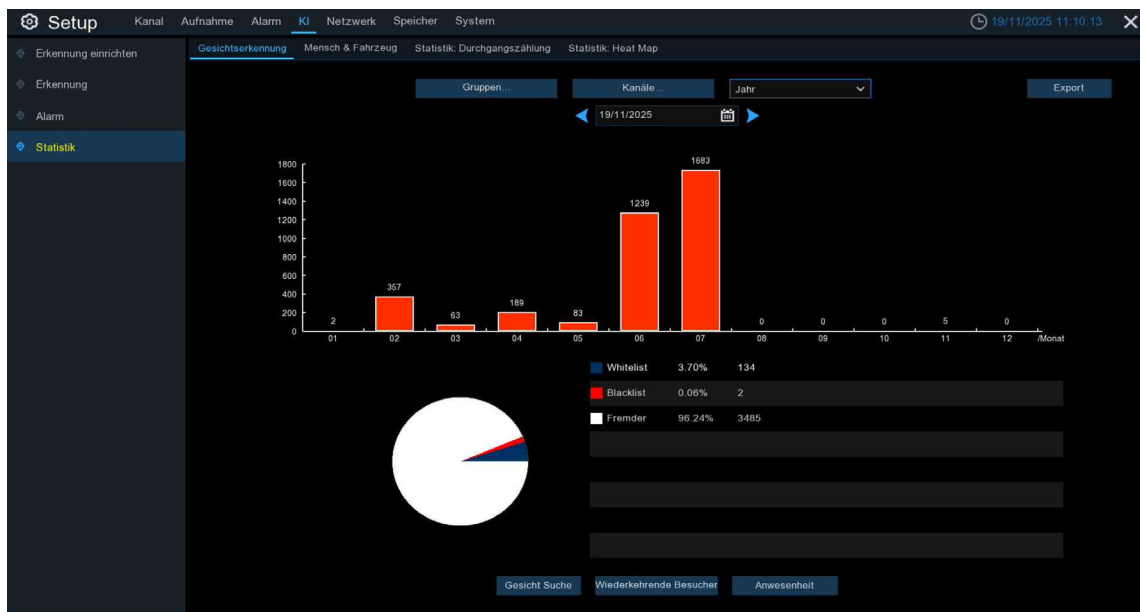 Setup Kanal Aufnahme Alarm KI Netzwerk Speicher System 19/11/2025 11:10:13
Erkennung einrichten
Erkennung
Alarm
Statistik
Gesichtserkennung Mensch & Fahrzeug Statistik: Durchgangszählung Statistik: Heat Map
Gruppen... Kanäle... Jahr Export
19/11/2025
1800
1600
1400
1200
1000
800
600
400
200
0
2 357 63 189 83 1239 1683 0 0 0 5 0
01 02 03 04 05 06 07 08 09 10 11 12 /Monat
Whitelist 3.70% 134
Blacklist 0.06% 2
Fremder 96.24% 3485
Gesicht Suche Wiederkehrende Besucher Anwesenheit